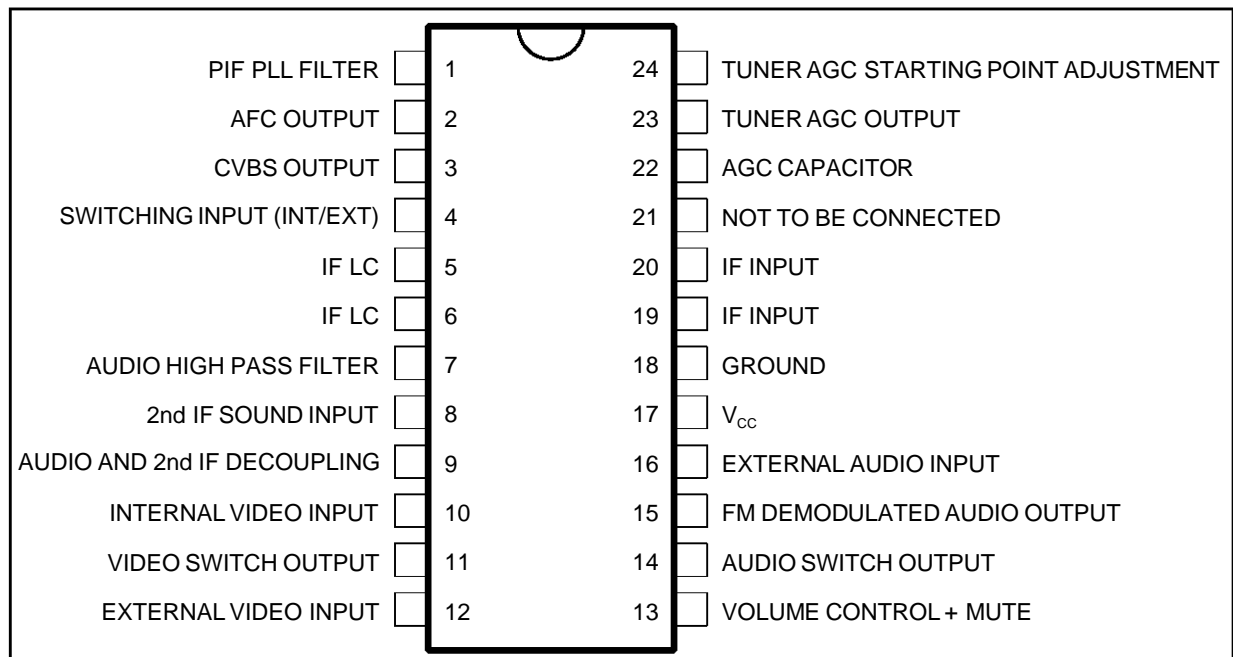 PIF PLL FILTER 1 24 TUNER AGC STARTING POINT ADJUSTMENT
AFC OUTPUT 2 23 TUNER AGC OUTPUT
CVBS OUTPUT 3 22 AGC CAPACITOR
SWITCHING INPUT (INT/EXT) 4 21 NOT TO BE CONNECTED
IF LC 5 20 IF INPUT
IF LC 6 19 IF INPUT
AUDIO HIGH PASS FILTER 7 18 GROUND
2nd IF SOUND INPUT 8 17 VCC
AUDIO AND 2nd IF DECOUPLING 9 16 EXTERNAL AUDIO INPUT
INTERNAL VIDEO INPUT 10 15 FM DEMODULATED AUDIO OUTPUT
VIDEO SWITCH OUTPUT 11 14 AUDIO SWITCH OUTPUT
EXTERNAL VIDEO INPUT 12 13 VOLUME CONTROL + MUTE